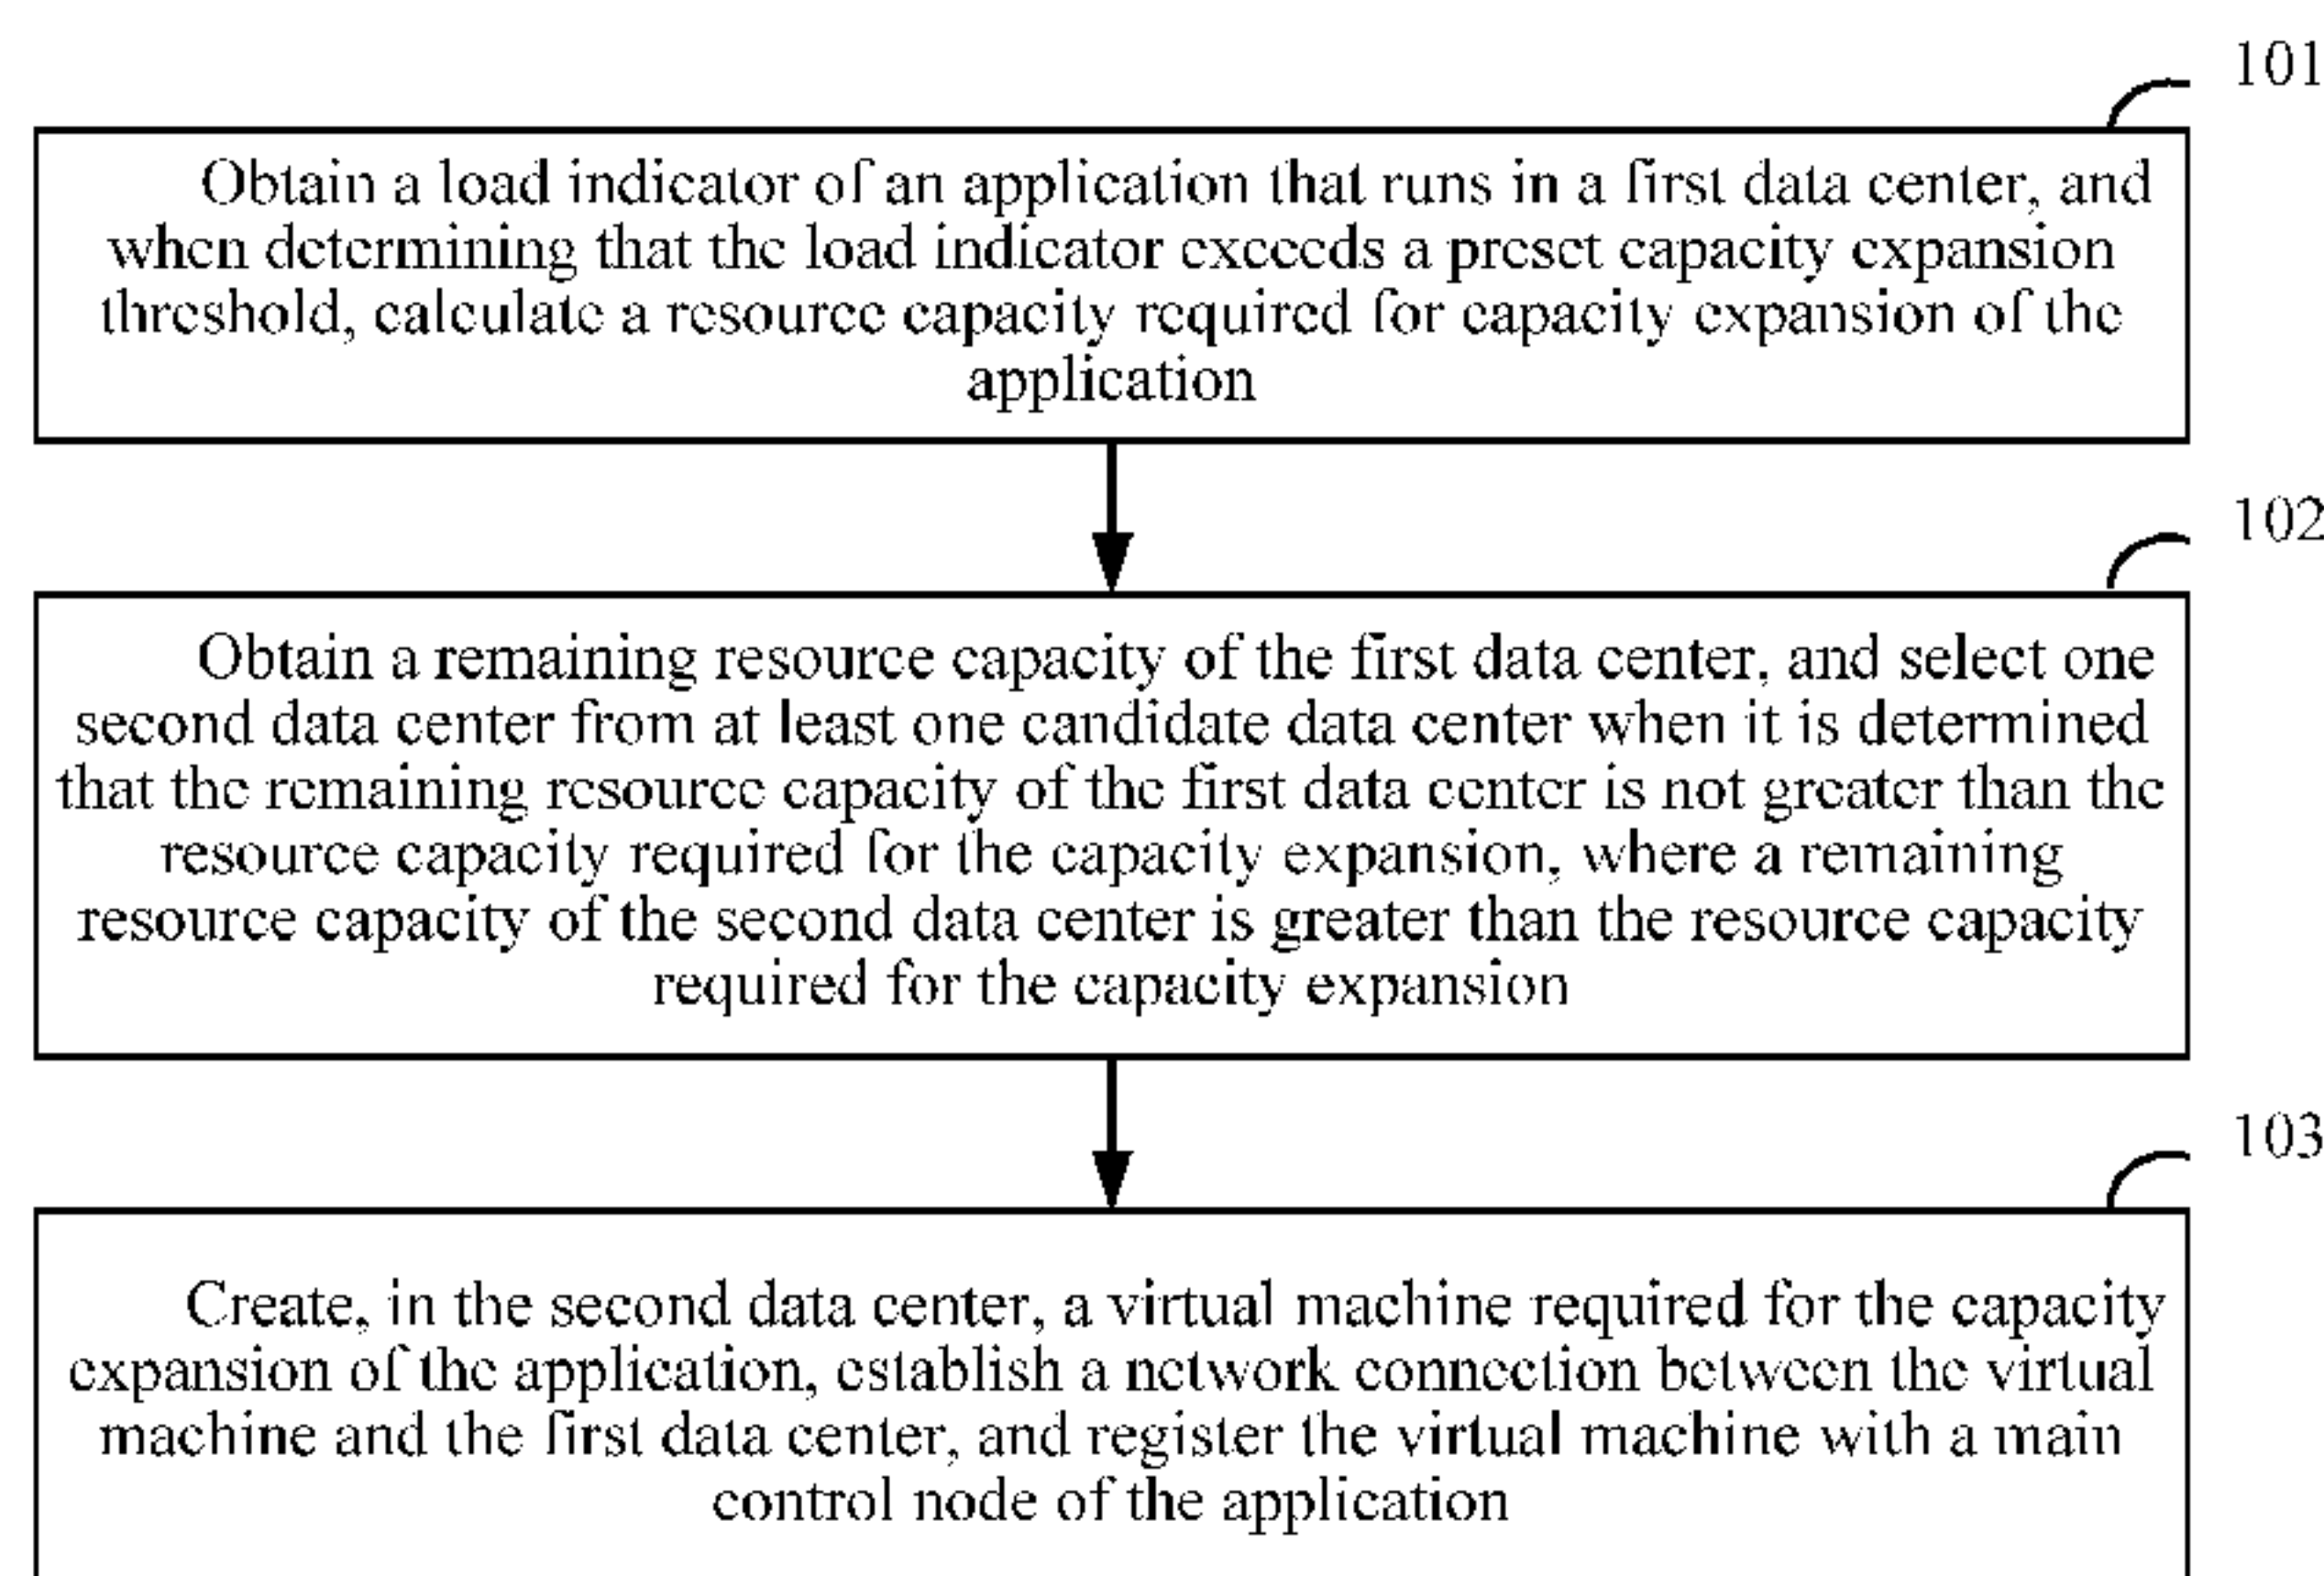 101
Obtain a load indicator of an application that runs in a first data center, and
when determining that the load indicator exceeds a preset capacity expansion
threshold, calculate a resource capacity required for capacity expansion of the
application
102
Obtain a remaining resource capacity of the first data center, and select one
second data center from at least one candidate data center when it is determined
that the remaining resource capacity of the first data center is not greater than the
resource capacity required for the capacity expansion, where a remaining
resource capacity of the second data center is greater than the resource capacity
required for the capacity expansion
103
Create, in the second data center, a virtual machine required for the capacity
expansion of the application, establish a network connection between the virtual
machine and the first data center, and register the virtual machine with a main
control node of the application